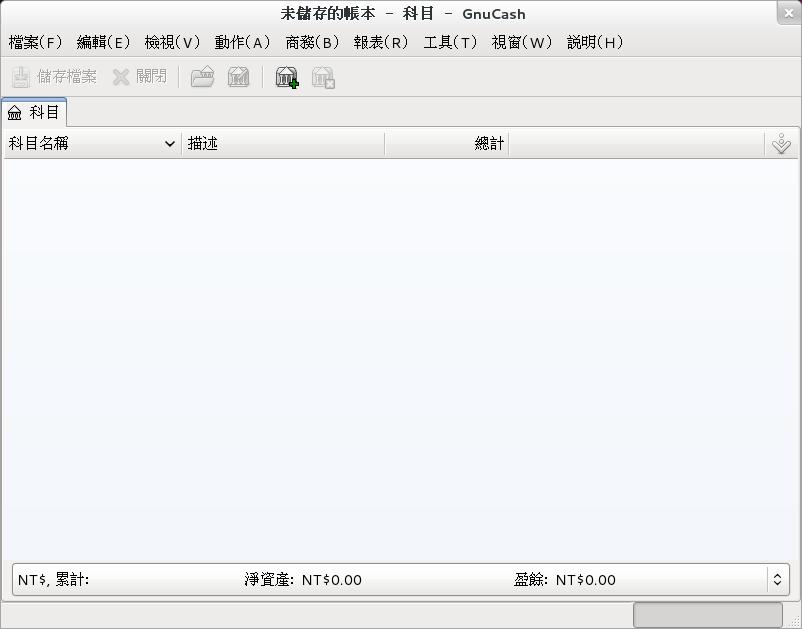 未儲存的帳本 - 科目 - GnuCash
檔案(F) 編輯(E) 檢視(V) 動作(A) 商務(B) 報表(R) 工具(T) 視窗(W) 說明(H)
儲存檔案 關閉
科目
科目名稱 描述 總計
NT$, 累計: 淨資產: NT$0.00 盈餘: NT$0.00